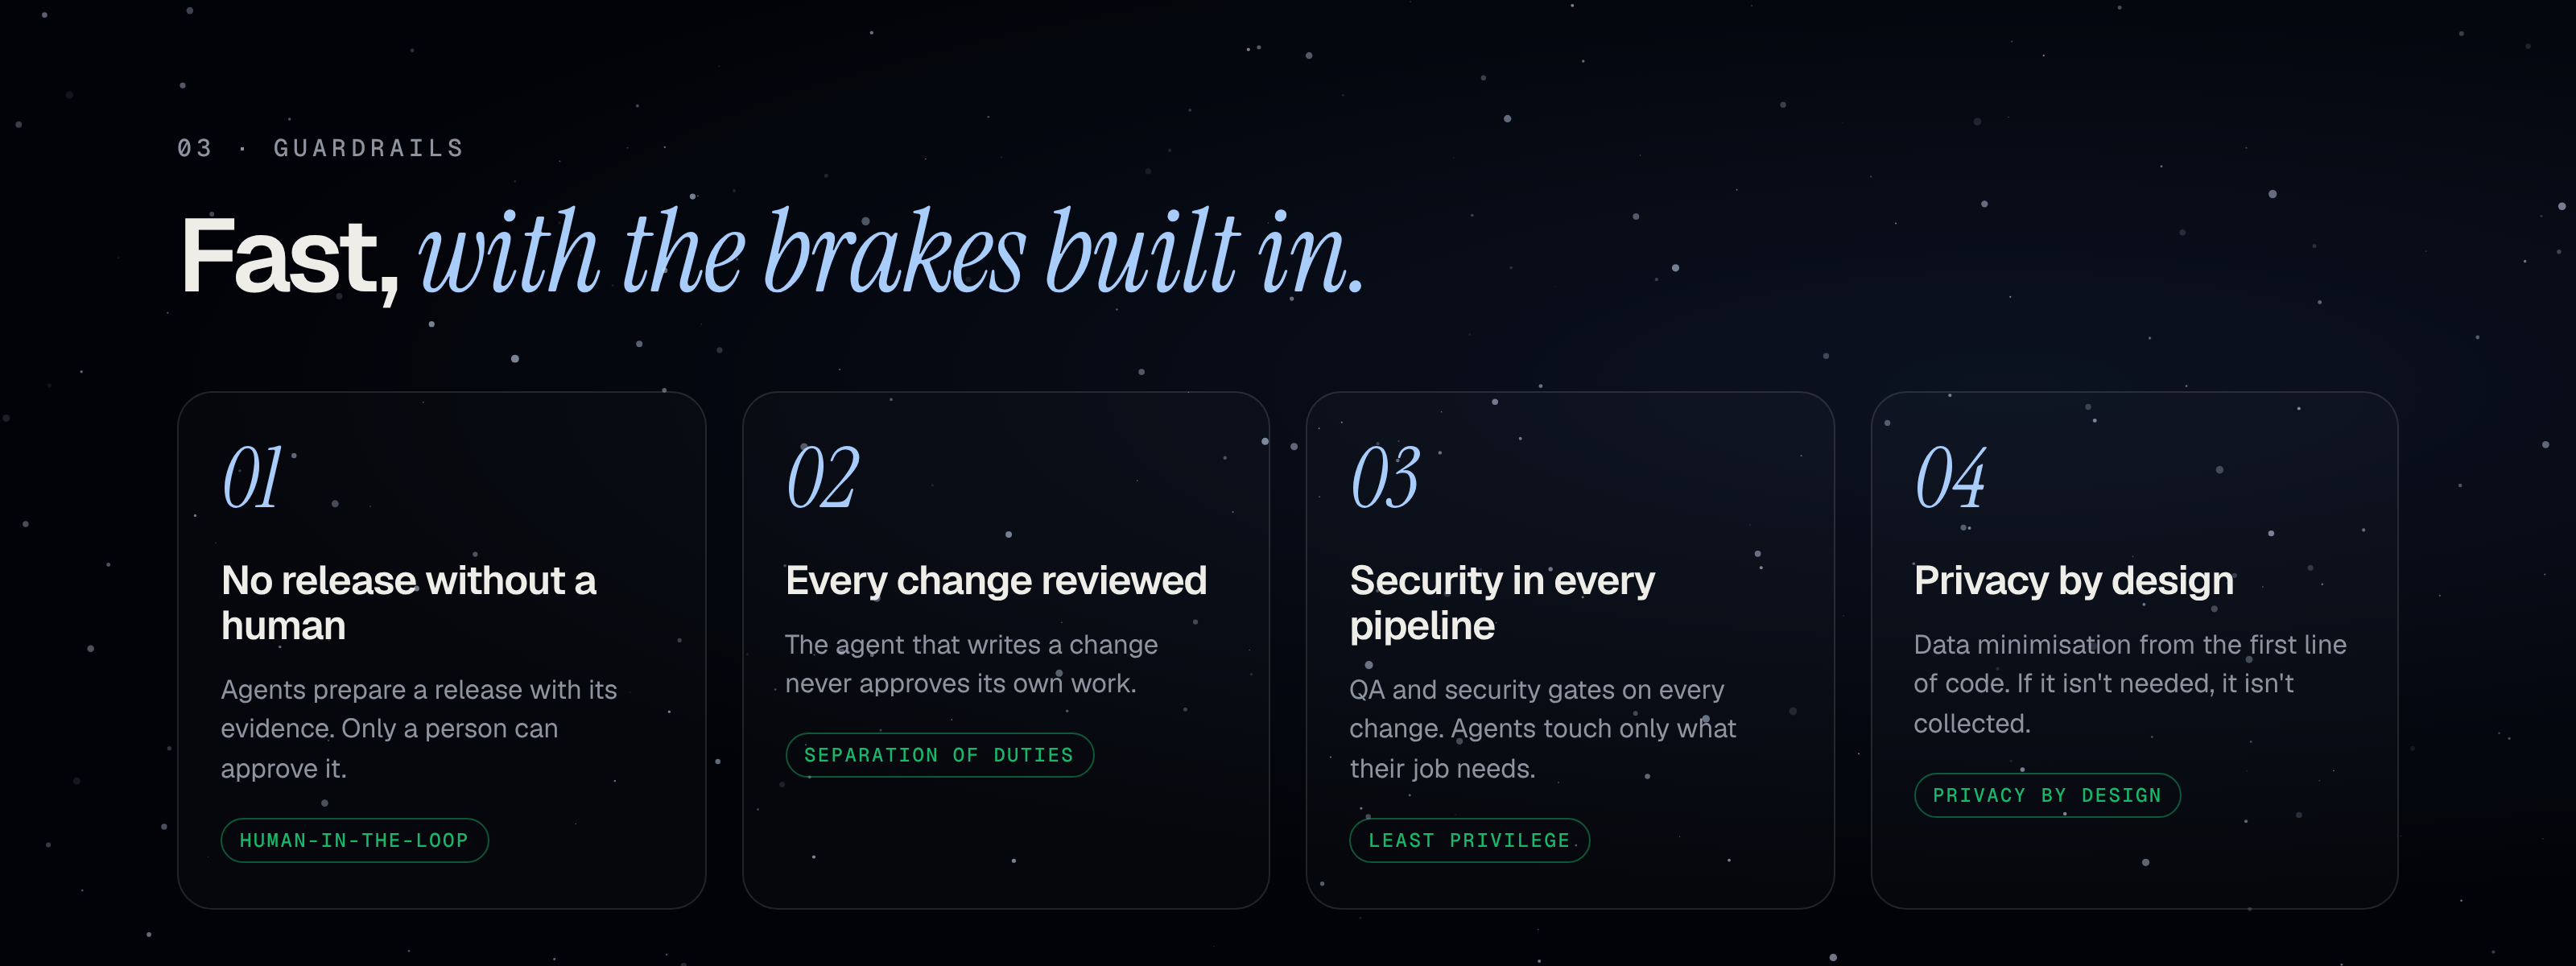 03 · GUARDRAILS
Fast, with the brakes built in.
01
No release without a
human
Agents prepare a release with its
evidence. Only a person can
approve it.
HUMAN-IN-THE-LOOP
02
Every change reviewed
The agent that writes a change
never approves its own work.
SEPARATION OF DUTIES
03
Security in every
pipeline
QA and security gates on every
change. Agents touch only what
their job needs.
LEAST PRIVILEGE
04
Privacy by design
Data minimisation from the first line
of code. If it isn't needed, it isn't
collected.
PRIVACY BY DESIGN